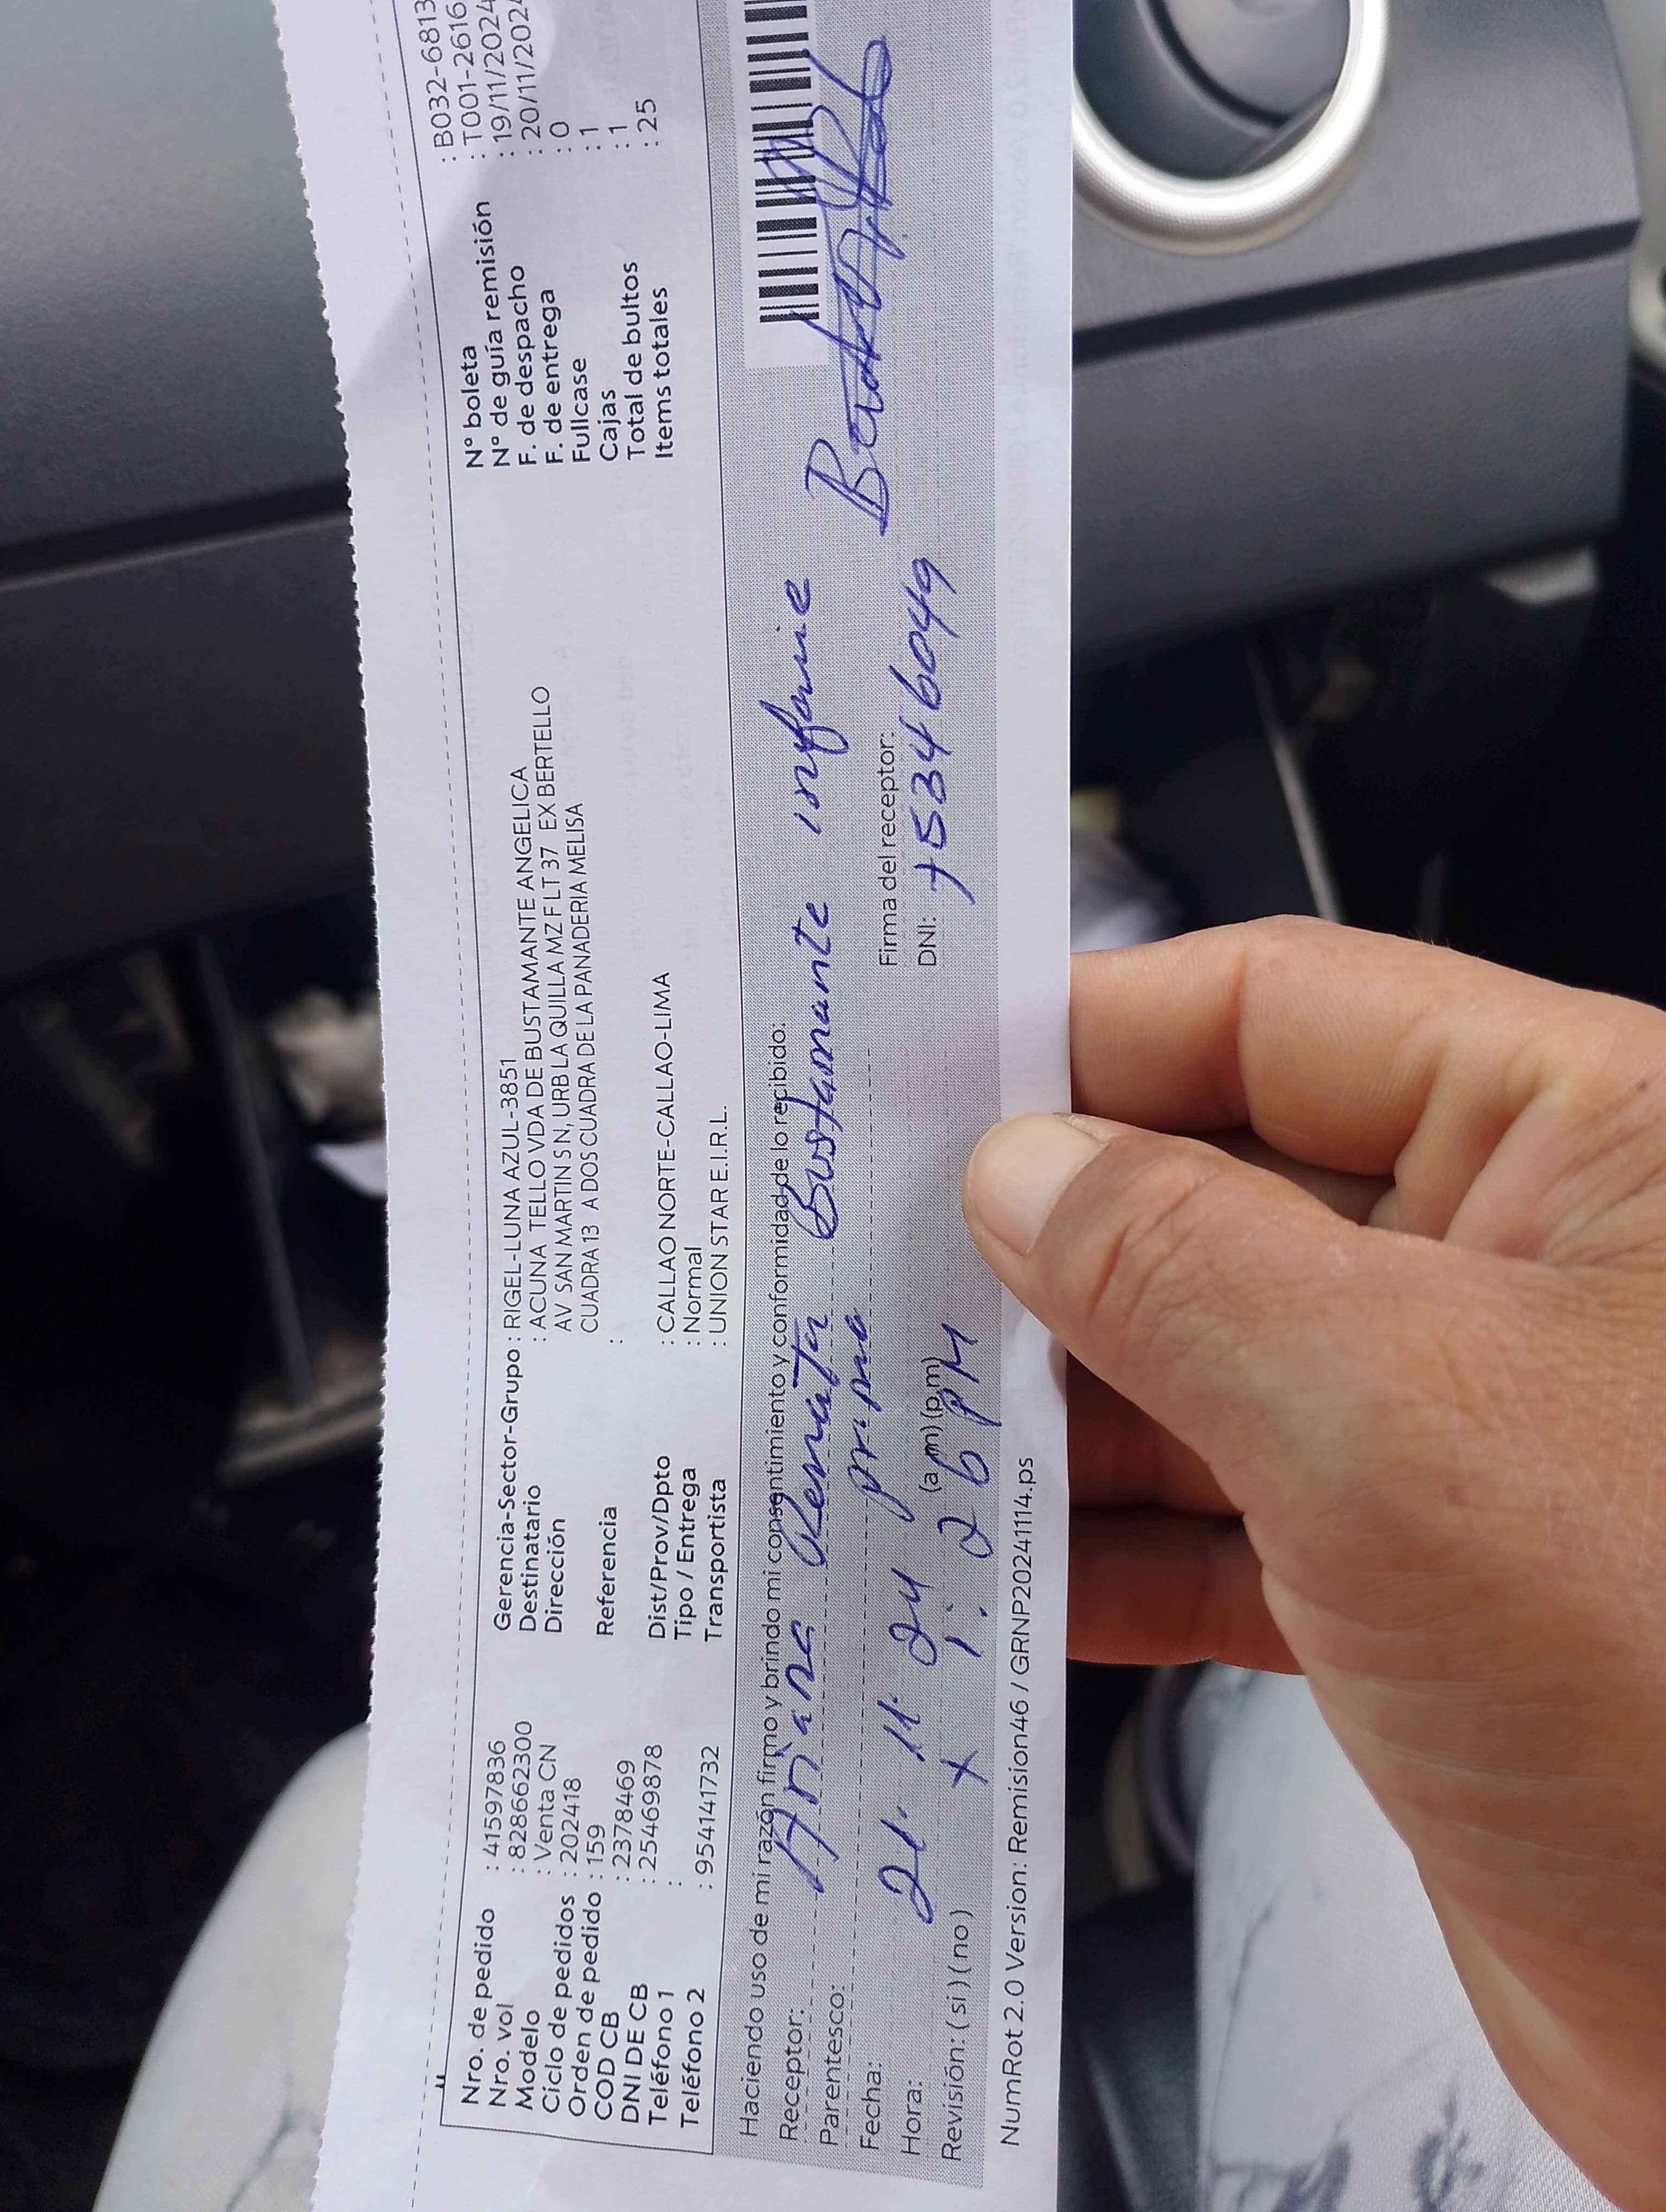 Nro. de pedido : 41597836
Nro. vol : 8286662300
Modelo : Venta CN
Ciclo de pedidos : 202418
Orden de pedido : 159
COD CB : 2378469
DNI DE CB : 25469878
Teléfono 1 :
Teléfono 2 : 954141732
Gerencia-Sector-Grupo : RIGEL-LUNA AZUL-3851
Destinatario : ACUNA TELLO VDA DE BUSTAMANTE ANGELICA
Dirección AV SAN MARTIN S N, URB LA QUILLA MZ F LT 37 EX BERTELLO
CUADRA 13 A DOS CUADRA DE LA PANADERIA MELISA
Referencia :
Dist/Prov/Dpto : CALLAO NORTE-CALLAO-LIMA
Tipo / Entrega : Normal
Transportista : UNION STAR E.I.R.L.
N° boleta : B032-6813
N° de guía remisión : T001-2616
F. de despacho : 19/11/2024
F. de entrega : 20/11/202
Fullcase : 0
Cajas : 1
Total de bultos : 1
Items totales : 25
Haciendo uso de mi razón firmo y brindo mi consentimiento y conformidad de lo recibido.
Receptor: Renata Bustamante
Parentesco: prima
Fecha: 21. 11. 24
Firma del receptor:
Hora: 1: 26 PM (a.m) (p.m)
DNI:
Revisión: (si) (no)
NumRot 2.0 Version: Remision46 / GRNP20241114.ps